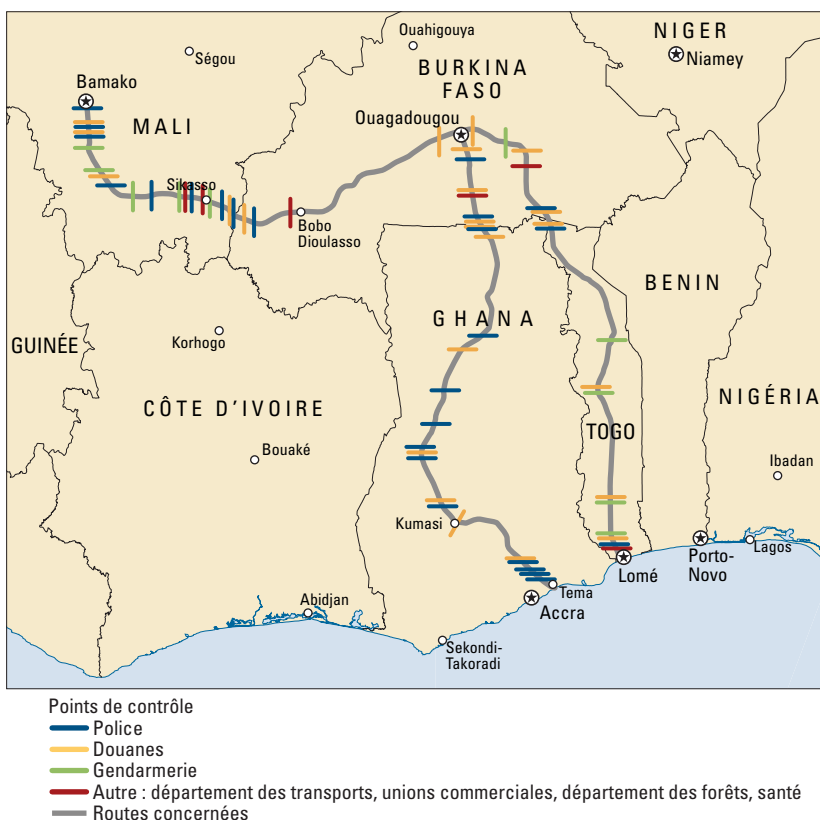 Ouahigouya
NIGER
Niamey
Ségou
Bamako
BURKINA
FASO
Ouagadougou
MALI
Sikasso
Bobo
Dioulasso
BENIN
GHANA
Korhogo
GUINÉE
NIGÉRIA
CÔTE D'IVOIRE
TOGO
Bouaké
Ibadan
Kumasi
Porto-
Novo
Lagos
Lomé
Tema
Abidjan
Accra
Sekondi-
Takoradi
Points de contrôle
Police
Douanes
Gendarmerie
Autre : département des transports, unions commerciales, département des forêts, santé
Routes concernées